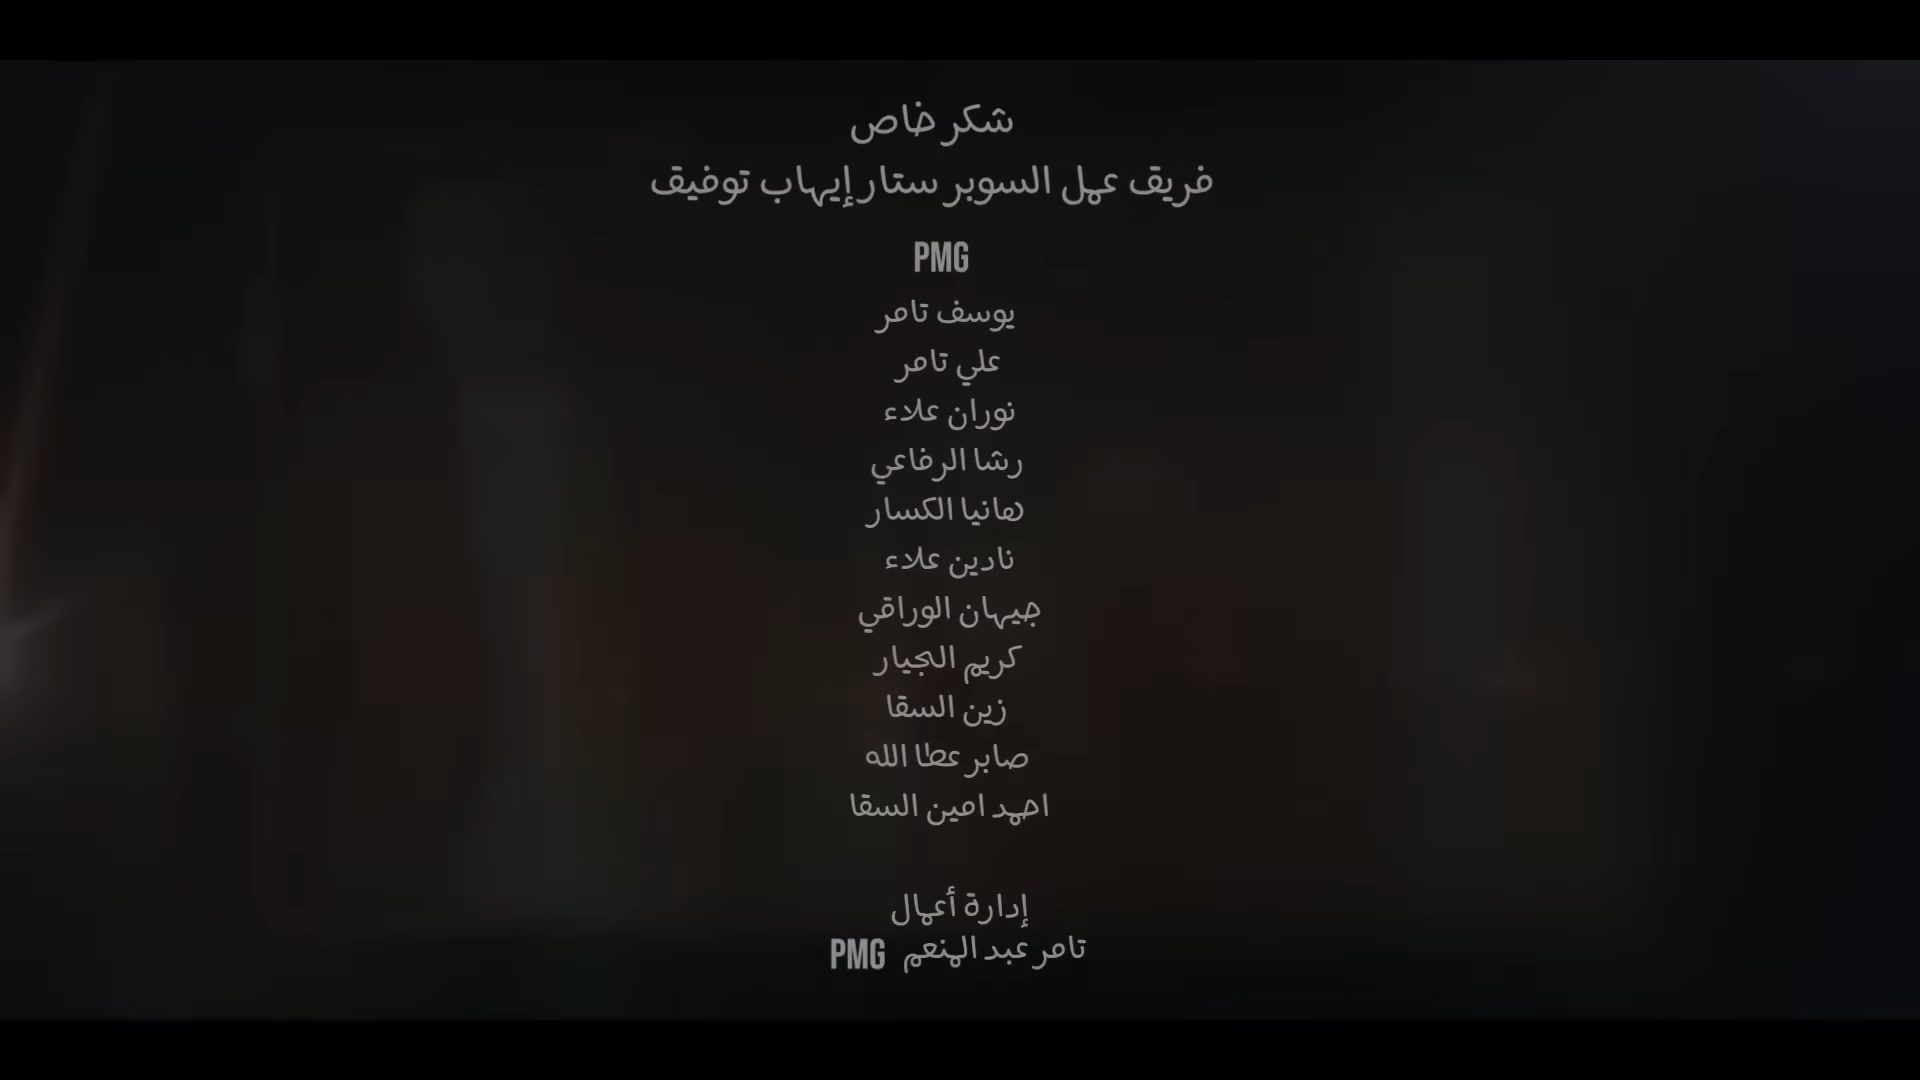 شكر خاص
فريق عمل السوبر ستار إيهاب توفيق
PMG
يوسف تامر
علي تامر
نوران علاء
رشا الرفاعي
هانيا الكسار
نادين علاء
جيهان الوراقي
كريم الجيار
زين السقا
صابر عطا الله
احمد امين السقا
إدارة أعمال
تامر عبد المنعم PMG